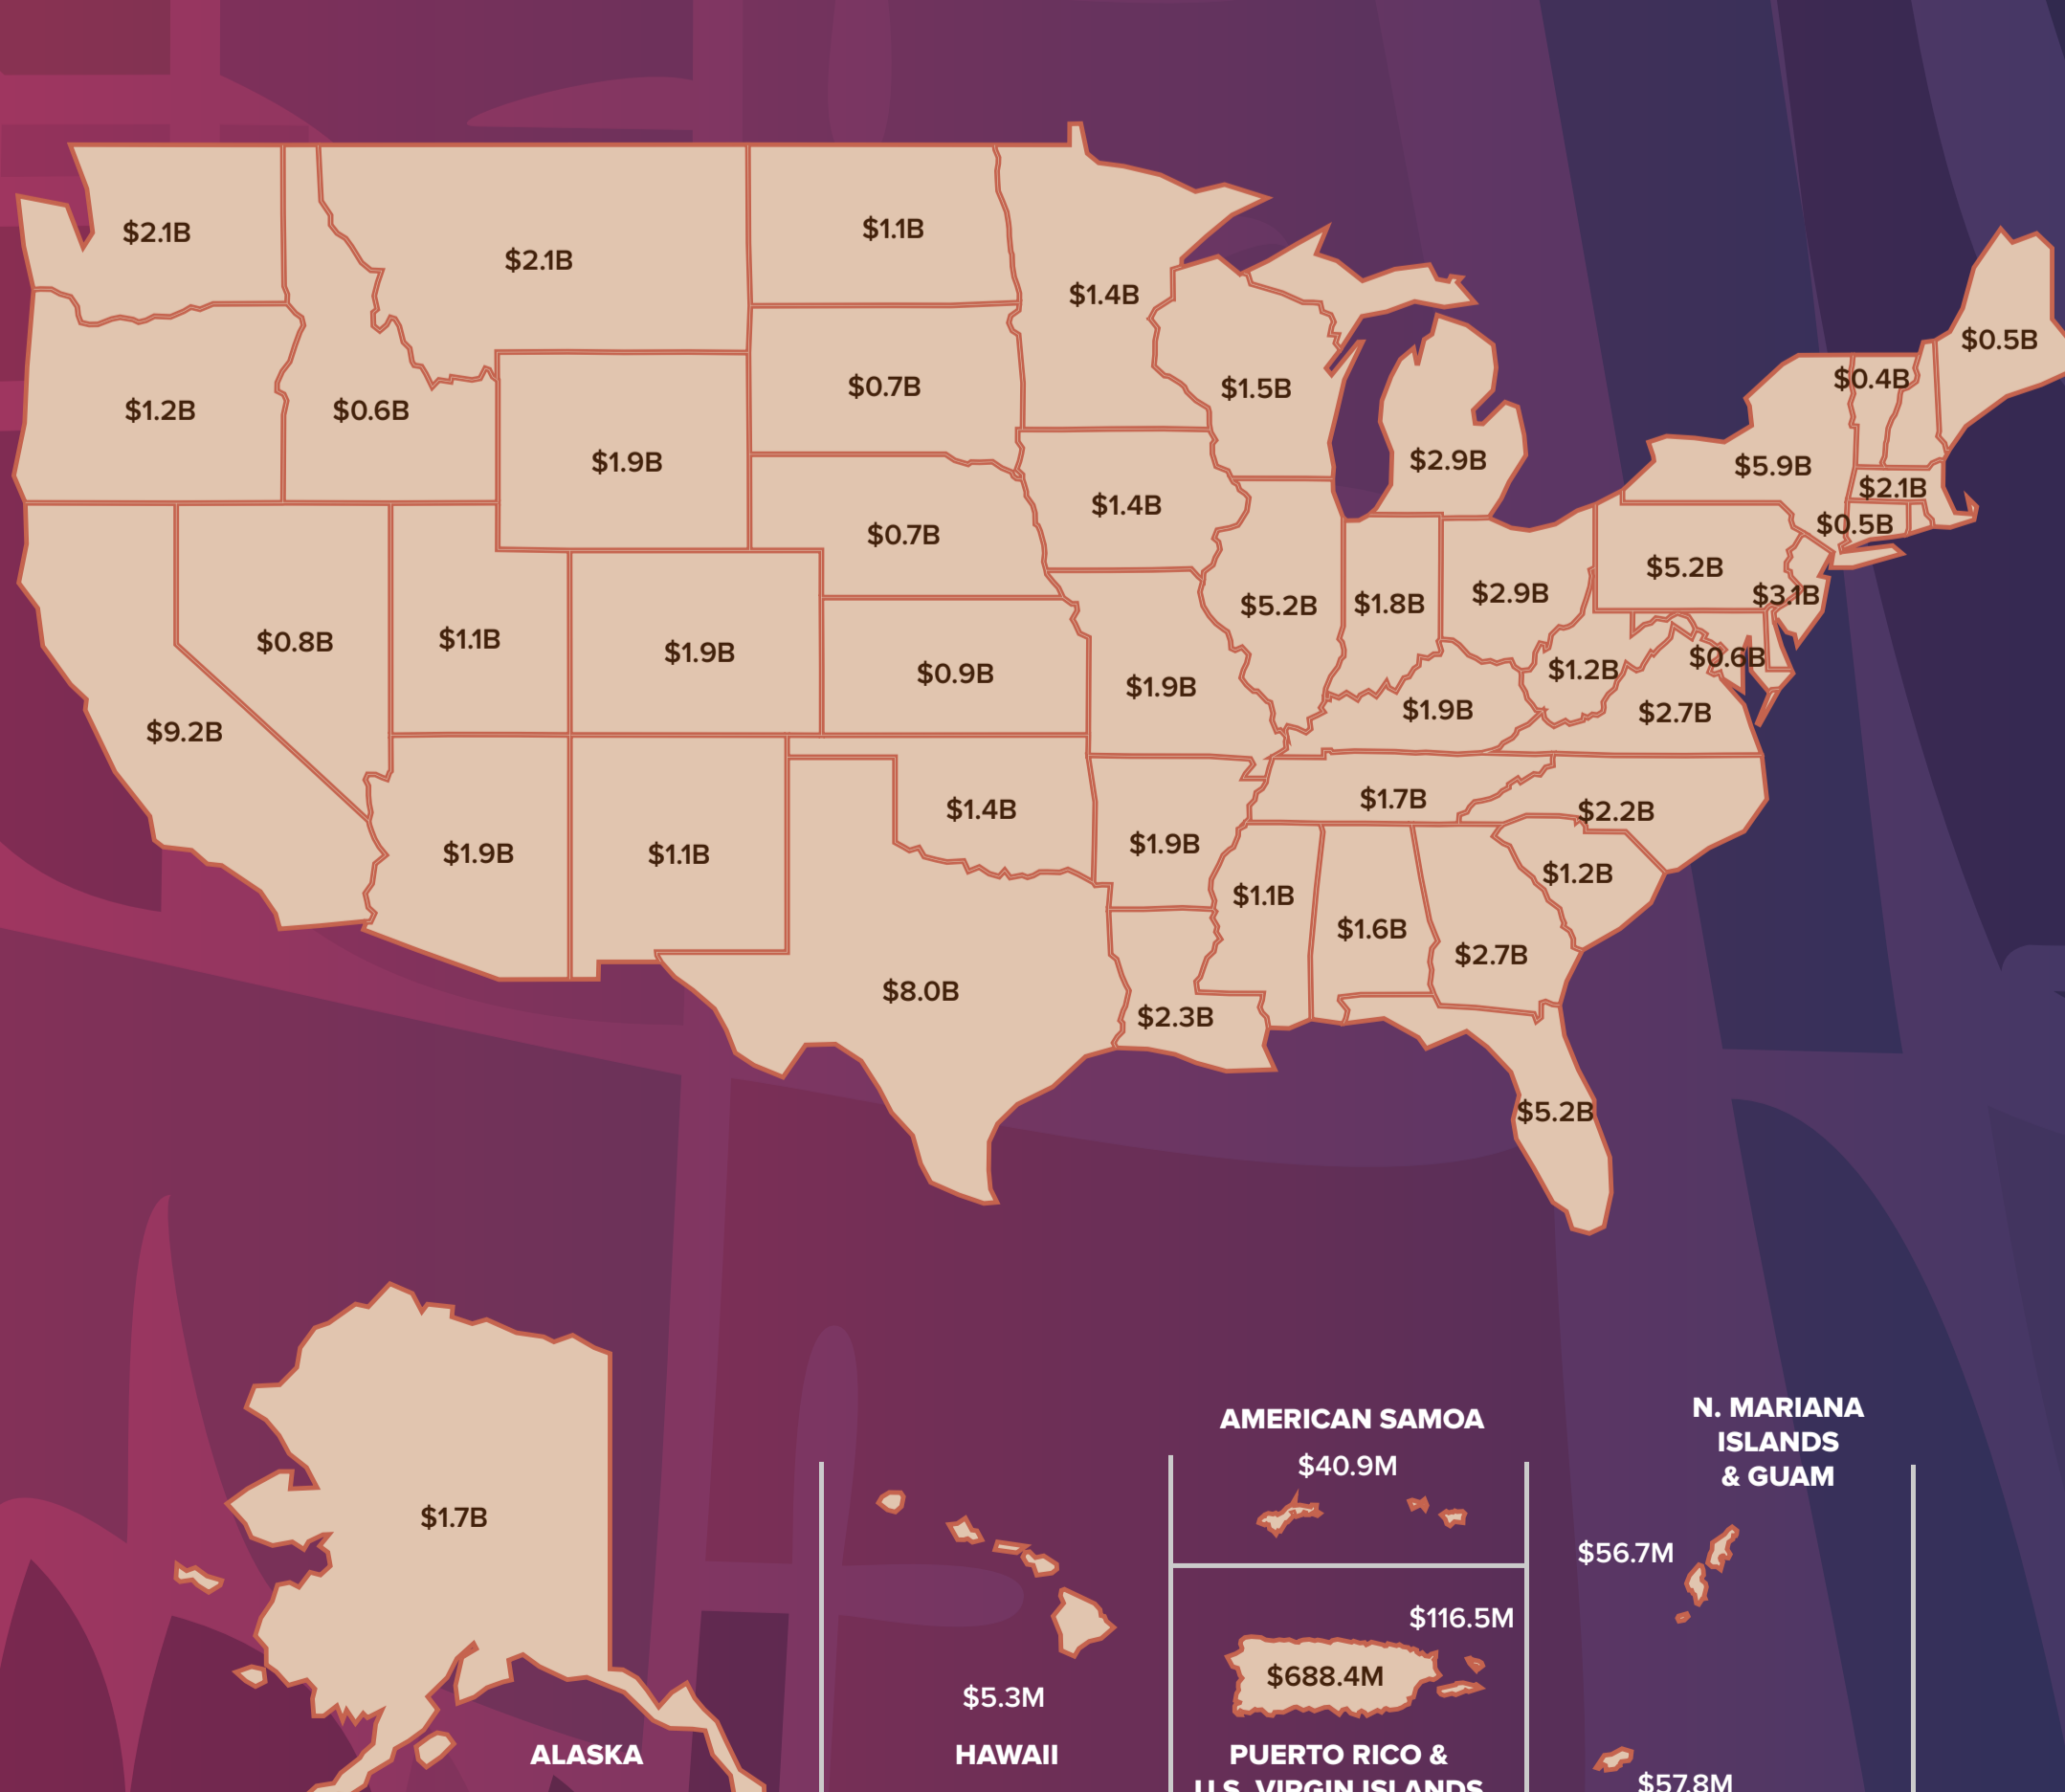 $2.1B
$2.1B
$1.1B
$1.4B
$0.5B
$0.4B
$0.7B
$1.5B
$1.2B
$0.6B
$1.9B
$2.9B
$5.9B
$2.1B
$1.4B
$0.5B
$0.7B
$5.2B
$3.1B
$2.9B
$5.2B
$1.8B
$0.8B
$1.1B
$1.9B
$0.6B
$1.2B
$0.9B
$1.9B
$1.9B
$2.7B
$9.2B
$1.7B
$1.4B
$2.2B
$1.9B
$1.9B
$1.1B
$1.2B
$1.1B
$1.6B
$2.7B
$8.0B
$2.3B
$5.2B
$1.7B
ALASKA
$5.3M
HAWAII
AMERICAN SAMOA
$40.9M
$116.5M
$688.4M
PUERTO RICO &
U.S. VIRGIN ISLANDS
N. MARIANA
ISLANDS
& GUAM
$56.7M
$57.8M